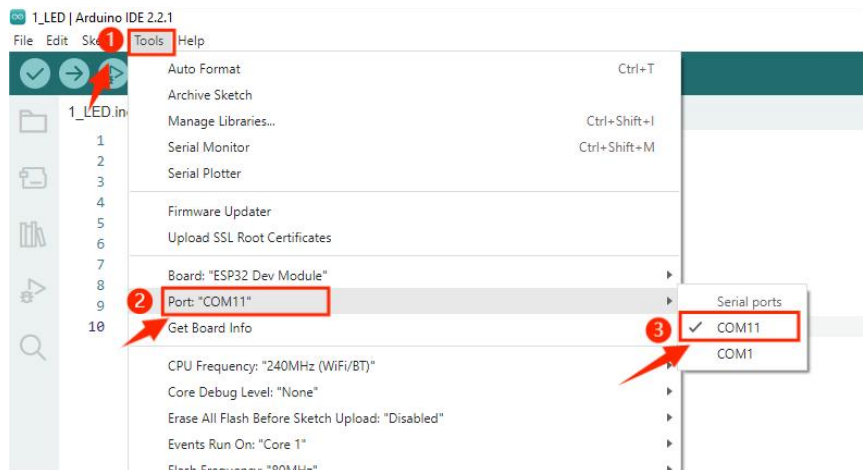 1_LED | Arduino IDE 2.2.1
File Edit Sk 1 Tools Help
Auto Format Ctrl+T
1_LED.in
Archive Sketch
Manage Libraries... Ctrl+Shift+I
Serial Monitor Ctrl+Shift+M
Serial Plotter
Firmware Updater
Upload SSL Root Certificates
Board: "ESP32 Dev Module"
2 Port: "COM11"
Get Board Info
CPU Frequency: "240MHz (WiFi/BT)"
Core Debug Level: "None"
Erase All Flash Before Sketch Upload: "Disabled"
Events Run On: "Core 1"
Flash Frequency: "80MHz"
1
2
3
4
5
6
7
8
9
10
Serial ports
3 ✓ COM11
COM1